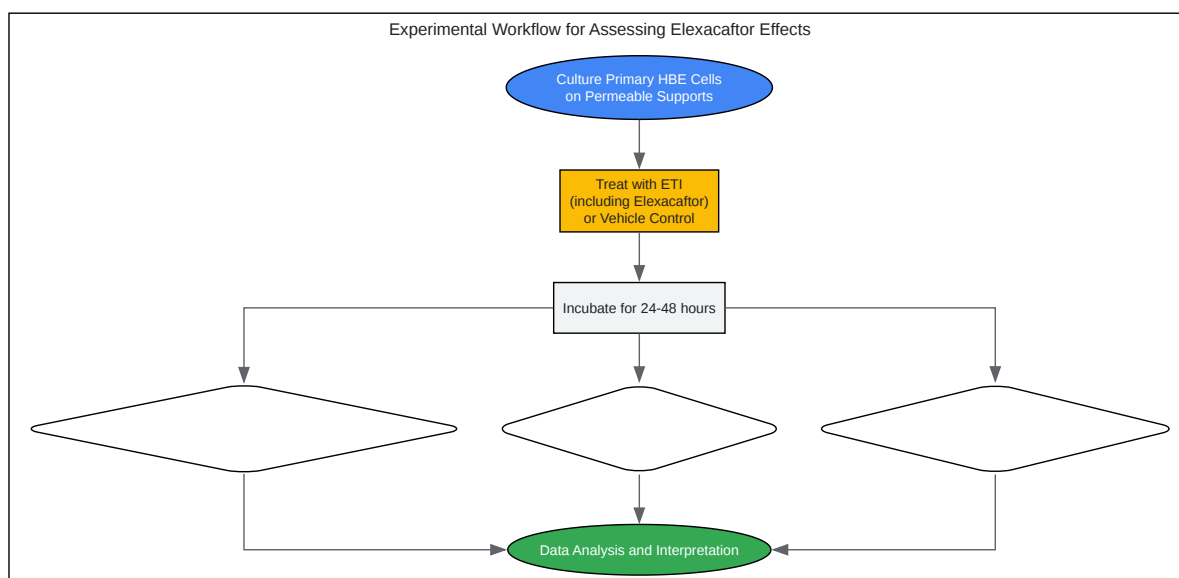 Experimental Workflow for Assessing Elexacaftor Effects
Culture Primary HBE Cells
on Permeable Supports
Treat with ETI
(including Elexacaftor)
or Vehicle Control
Incubate for 24-48 hours
Data Analysis and Interpretation